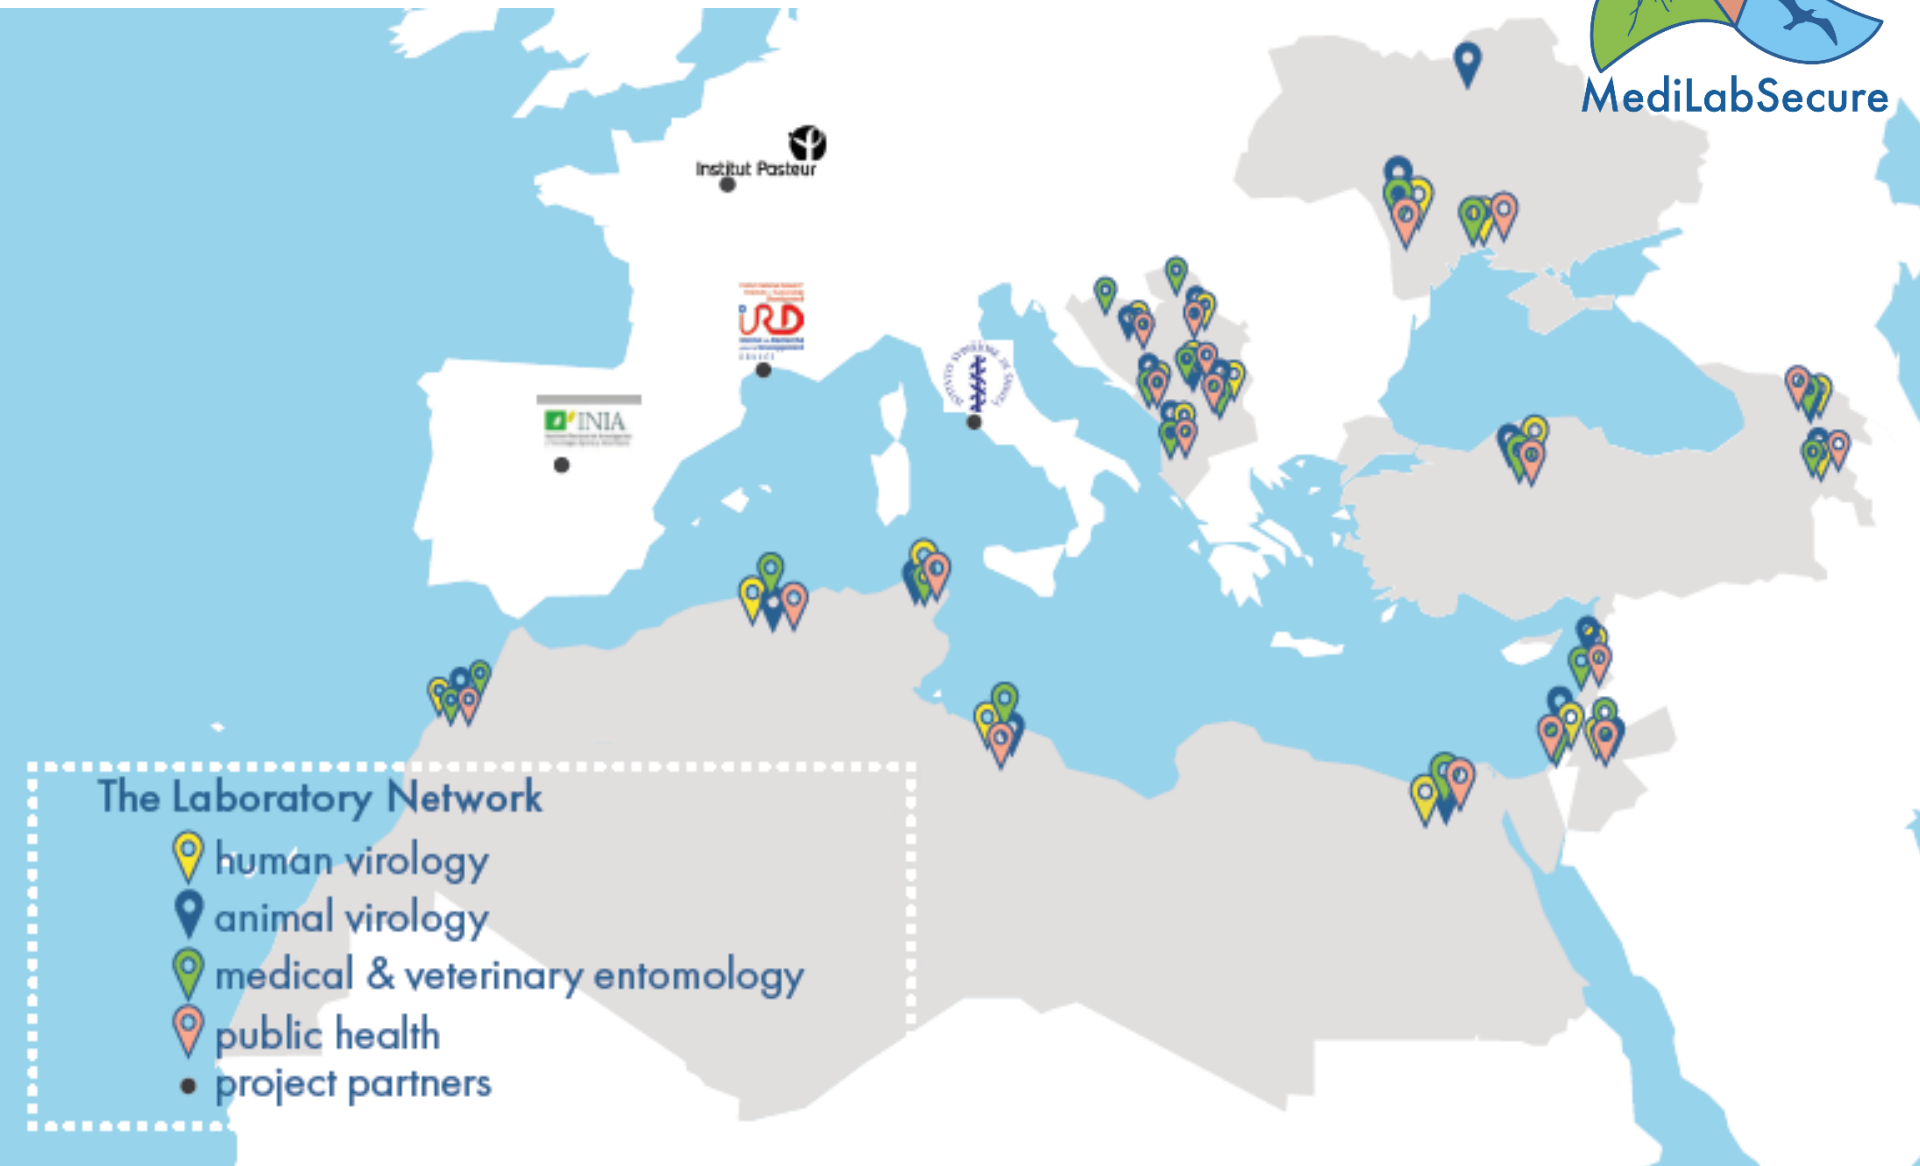 MediLabSecure
Institut Pasteur
IRD
INIA
The Laboratory Network
human virology
animal virology
medical & veterinary entomology
public health
project partners